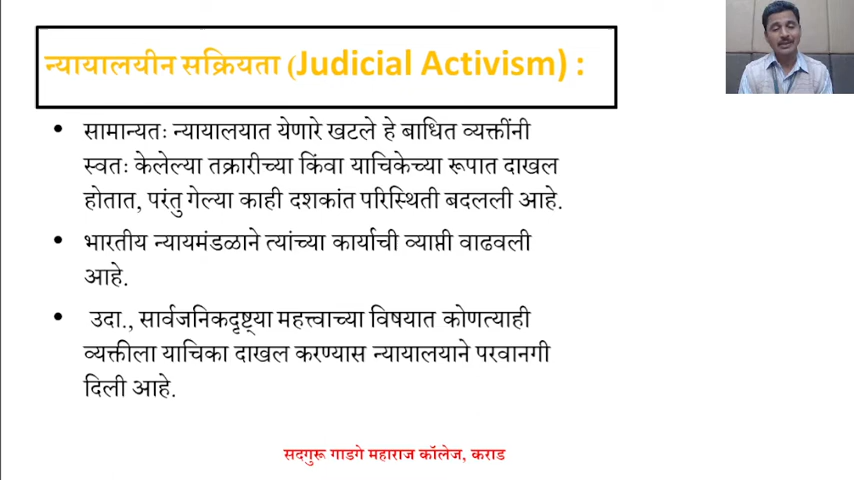 न्यायालयीन सक्रियता (Judicial Activism) :
• सामान्यतः न्यायालयात येणारे खटले हे बाधित व्यक्तींनी
स्वतः केलेल्या तक्रारीच्या किंवा याचिकेच्या रूपात दाखल
होतात, परंतु गेल्या काही दशकांत परिस्थिती बदलली आहे.
• भारतीय न्यायमंडळाने त्यांच्या कार्याची व्याप्ती वाढवली
आहे.
• उदा., सार्वजनिकदृष्ट्या महत्त्वाच्या विषयात कोणत्याही
व्यक्तीला याचिका दाखल करण्यास न्यायालयाने परवानगी
दिली आहे.
सदगुरू गाडगे महाराज कॉलेज, कराड